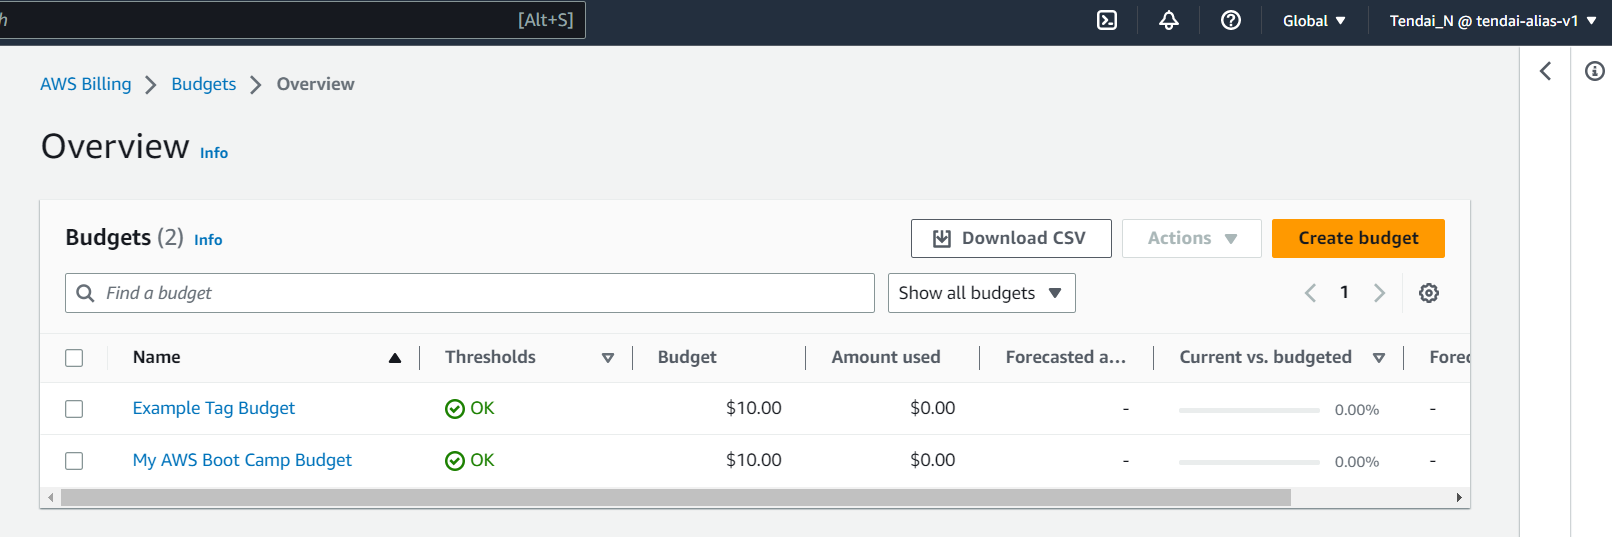 h [Alt+S] Global Tendai_N @ tendai-alias-v1
AWS Billing Budgets Overview
Overview Info
Budgets (2) Info Download CSV Actions Create budget
Find a budget Show all budgets 1
Name Thresholds Budget Amount used Forecasted a... Current vs. budgeted Forec
Example Tag Budget OK $10.00 $0.00 - 0.00% -
My AWS Boot Camp Budget OK $10.00 $0.00 - 0.00% -